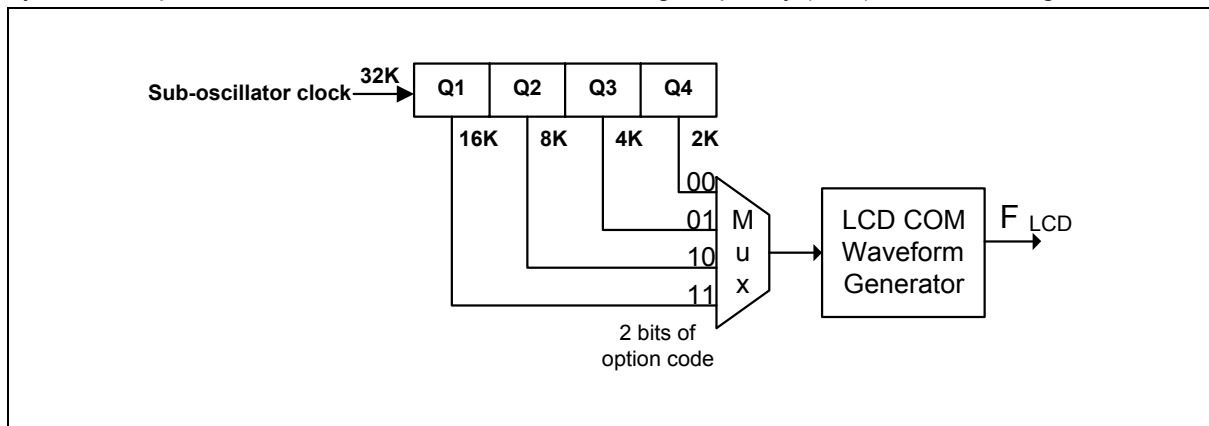 32K
Sub-oscillator clock
Q1 Q2 Q3 Q4
16K 8K 4K 2K
00
01
10
11
M
u
x
LCD COM
Waveform
Generator
F LCD
2 bits of
option code